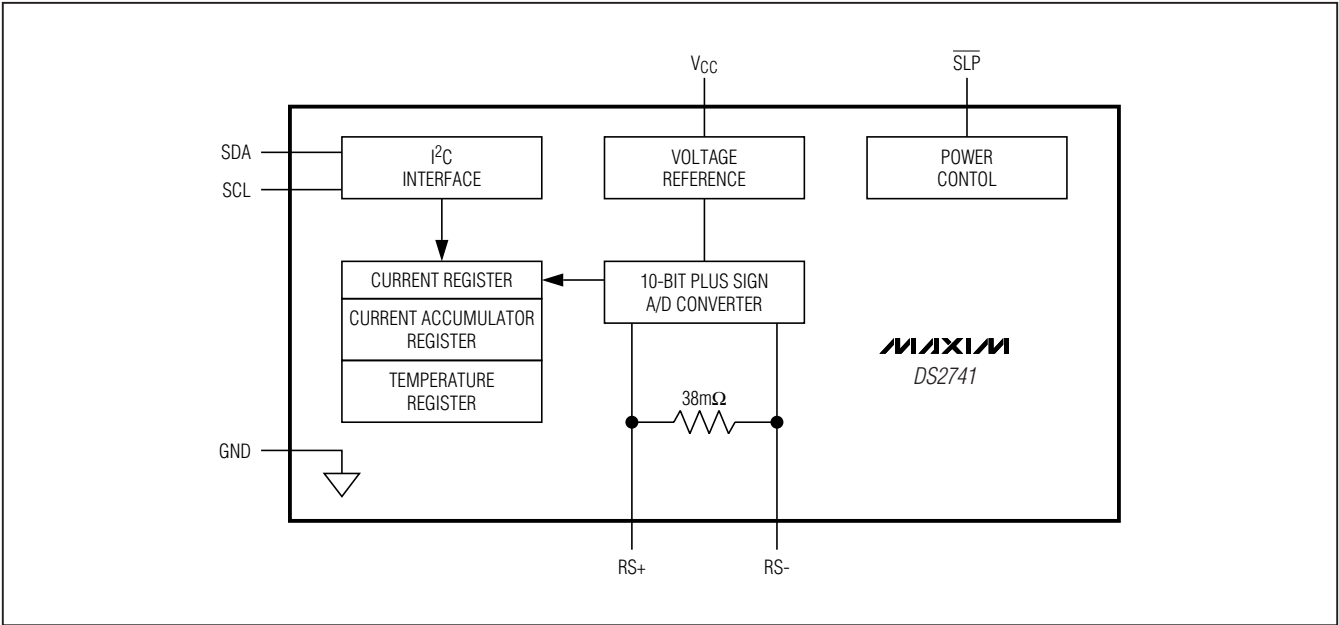 VCC
SLP
SDA
SCL
I2C
INTERFACE
VOLTAGE
REFERENCE
POWER
CONTOL
CURRENT REGISTER
CURRENT ACCUMULATOR
REGISTER
TEMPERATURE
REGISTER
10-BIT PLUS SIGN
A/D CONVERTER
MAXIM
DS2741
38mΩ
GND
RS+
RS-